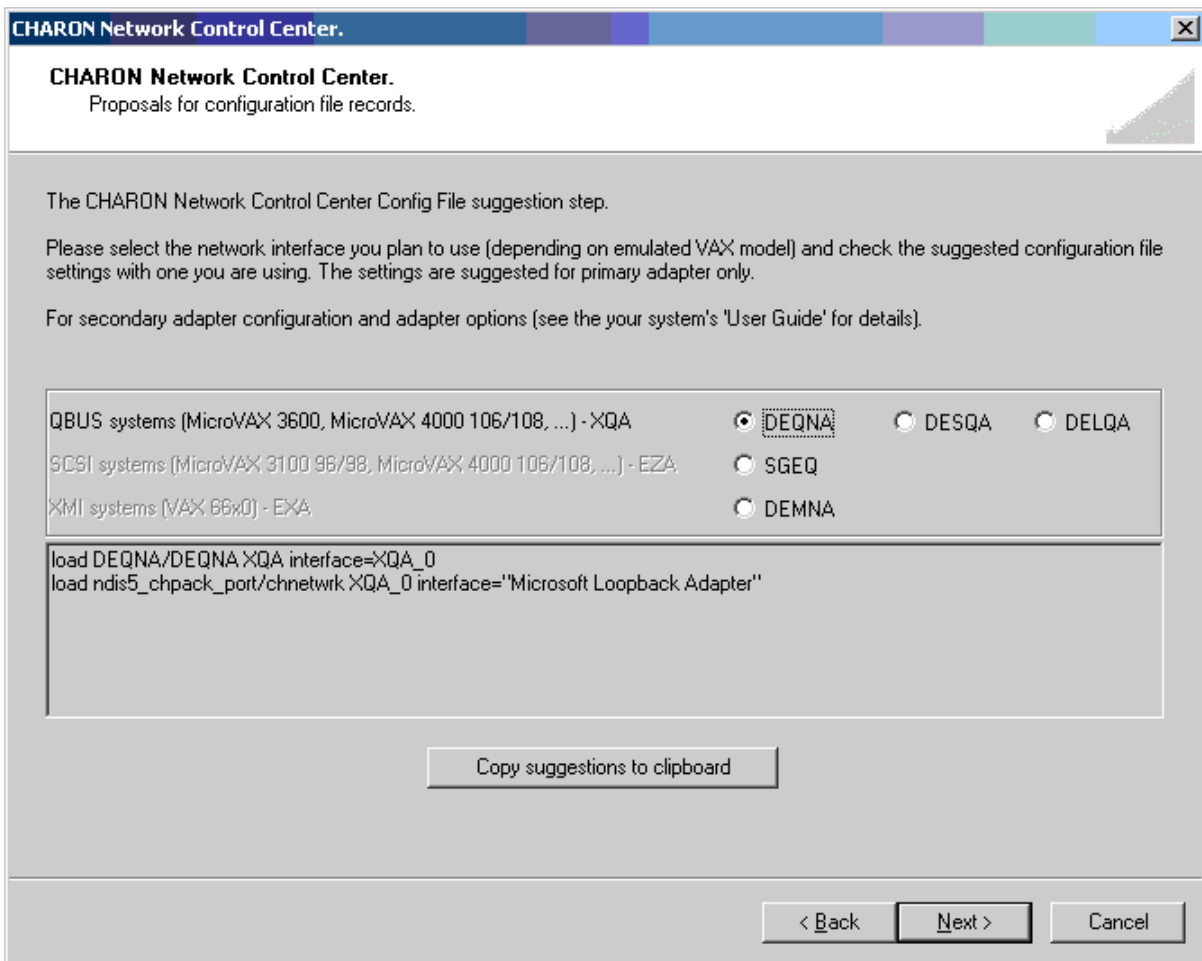 CHARON Network Control Center.
CHARON Network Control Center.
Proposals for configuration file records.
The CHARON Network Control Center Config File suggestion step.
Please select the network interface you plan to use (depending on emulated VAX model) and check the suggested configuration file
settings with one you are using. The settings are suggested for primary adapter only.
For secondary adapter configuration and adapter options (see the your system's 'User Guide' for details).
QBUS systems (MicroVAX 3600, MicroVAX 4000 106/108, ...) - XQA DEQNA DESQA DELQA
SCSI systems (MicroVAX 3100 96/98, MicroVAX 4000 106/108, ...) - EZA SGEQ
XMI systems (VAX 66x0) - EXA DEMNA
load DEQNA/DEQNA XQA interface=XQA_0
load ndis5_chpack_port/chnetwrk XQA_0 interface="Microsoft Loopback Adapter"
Copy suggestions to clipboard
< Back Next > Cancel